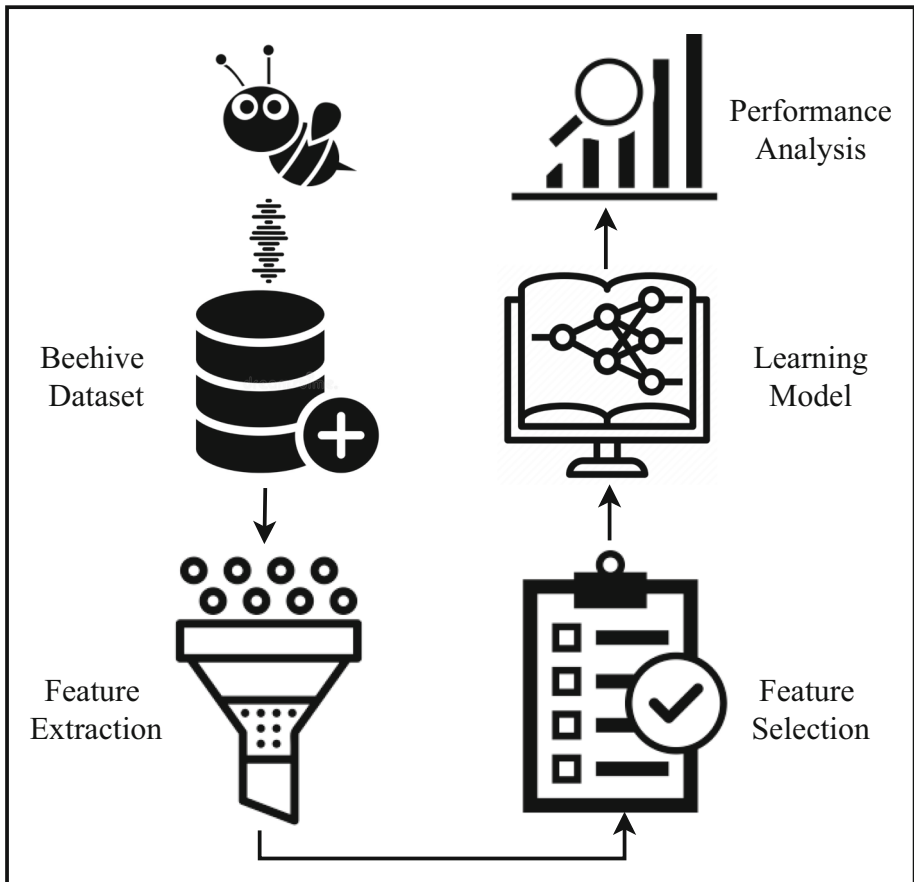 Beehive
Dataset
Feature
Extraction
Feature
Selection
Learning
Model
Performance
Analysis